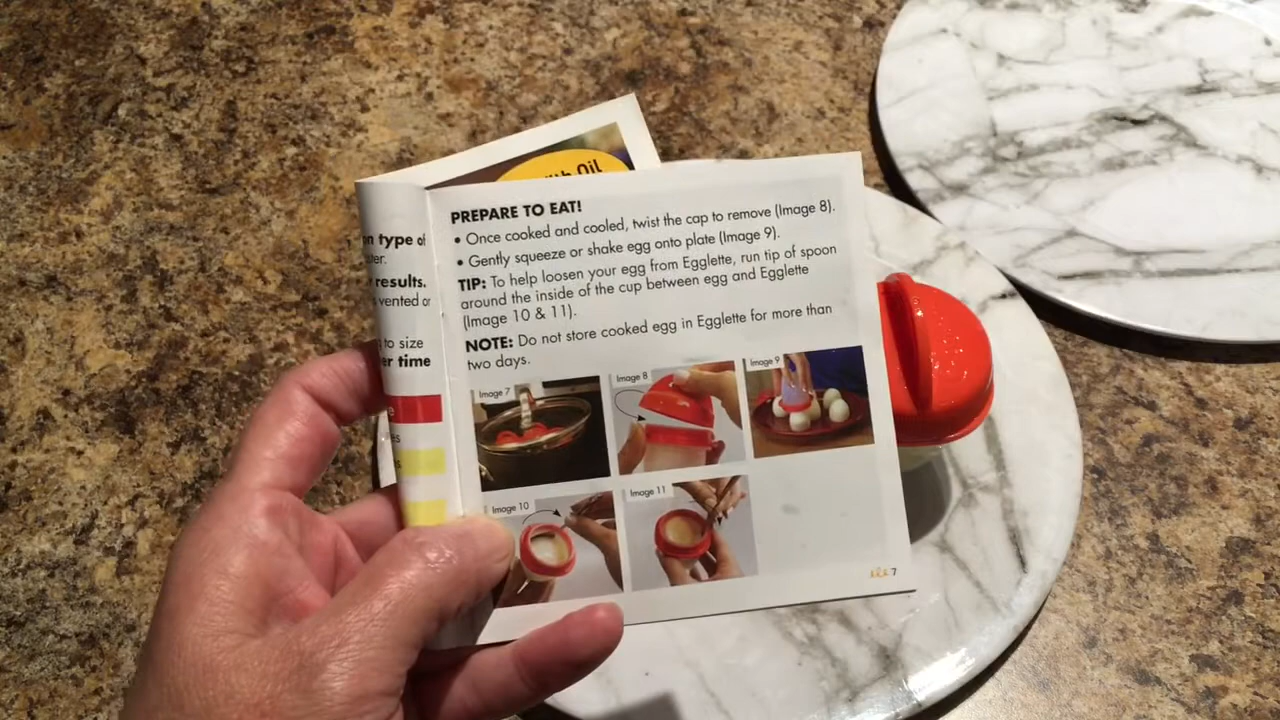 Oil
on type of
results.
vented or
to size
er time
PREPARE TO EAT!
• Once cooked and cooled, twist the cap to remove (Image 8).
• Gently squeeze or shake egg onto plate (Image 9).
TIP: To help loosen your egg from Egglette, run tip of spoon
around the inside of the cup between egg and Egglette
(Image 10 & 11).
NOTE: Do not store cooked egg in Egglette for more than
two days.
Image 7
Image 8
Image 9
Image 10
Image 11
7